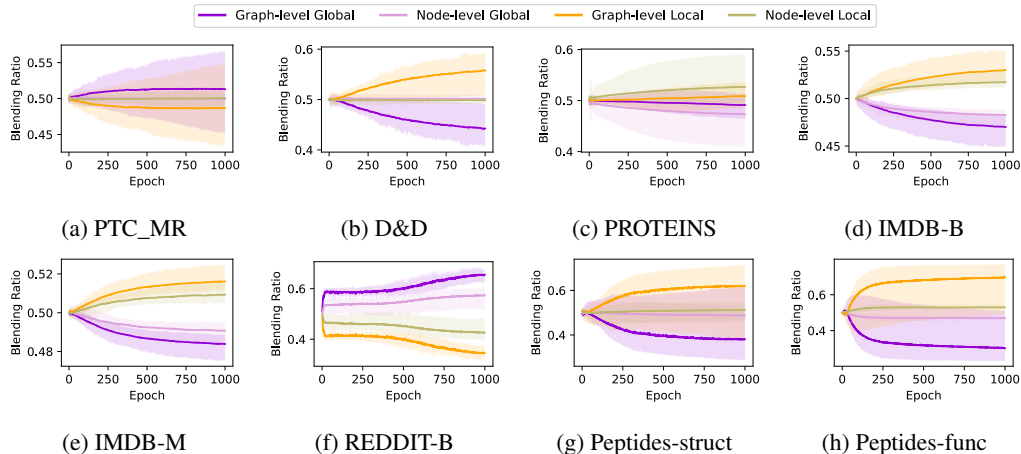 Graph-level Global Node-level Global Graph-level Local Node-level Local
Blending Ratio 0.55 0.50 0.45 0 250 500 750 1000 Epoch
Blending Ratio 0.6 0.5 0.4 0 250 500 750 1000 Epoch
Blending Ratio 0.6 0.5 0.4 0 250 500 750 1000 Epoch
Blending Ratio 0.55 0.50 0.45 0 250 500 750 1000 Epoch
(a) PTC_MR (b) D&D (c) PROTEINS (d) IMDB-B
Blending Ratio 0.52 0.50 0.48 0 250 500 750 1000 Epoch
Blending Ratio 0.6 0.4 0 250 500 750 1000 Epoch
Blending Ratio 0.6 0.4 0 250 500 750 1000 Epoch
Blending Ratio 0.6 0.4 0 250 500 750 1000 Epoch
(e) IMDB-M (f) REDDIT-B (g) Peptides-struct (h) Peptides-func